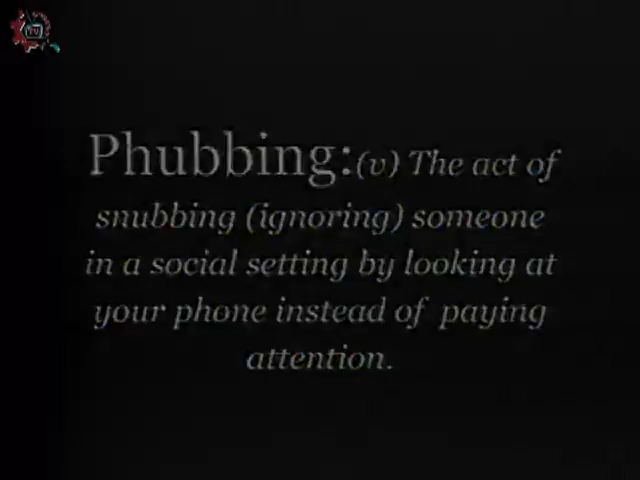 TV
Phubbing:(v) The act of
snubbing (ignoring) someone
in a social setting by looking at
your phone instead of paying
attention.